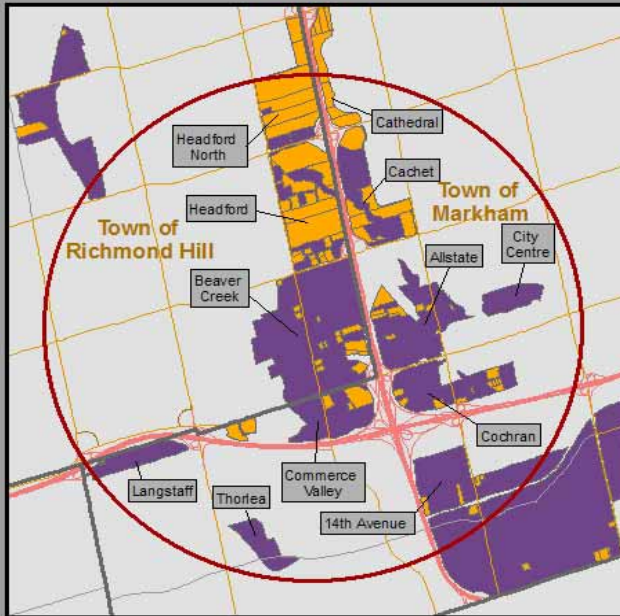 Cathedral
Headford
North
Cachet
Town of
Markham
Headford
Town of
Richmond Hill
City
Centre
Allstate
Beaver
Creek
Cochran
Commerce
Valley
Langstaff
Thorlea
14th Avenue